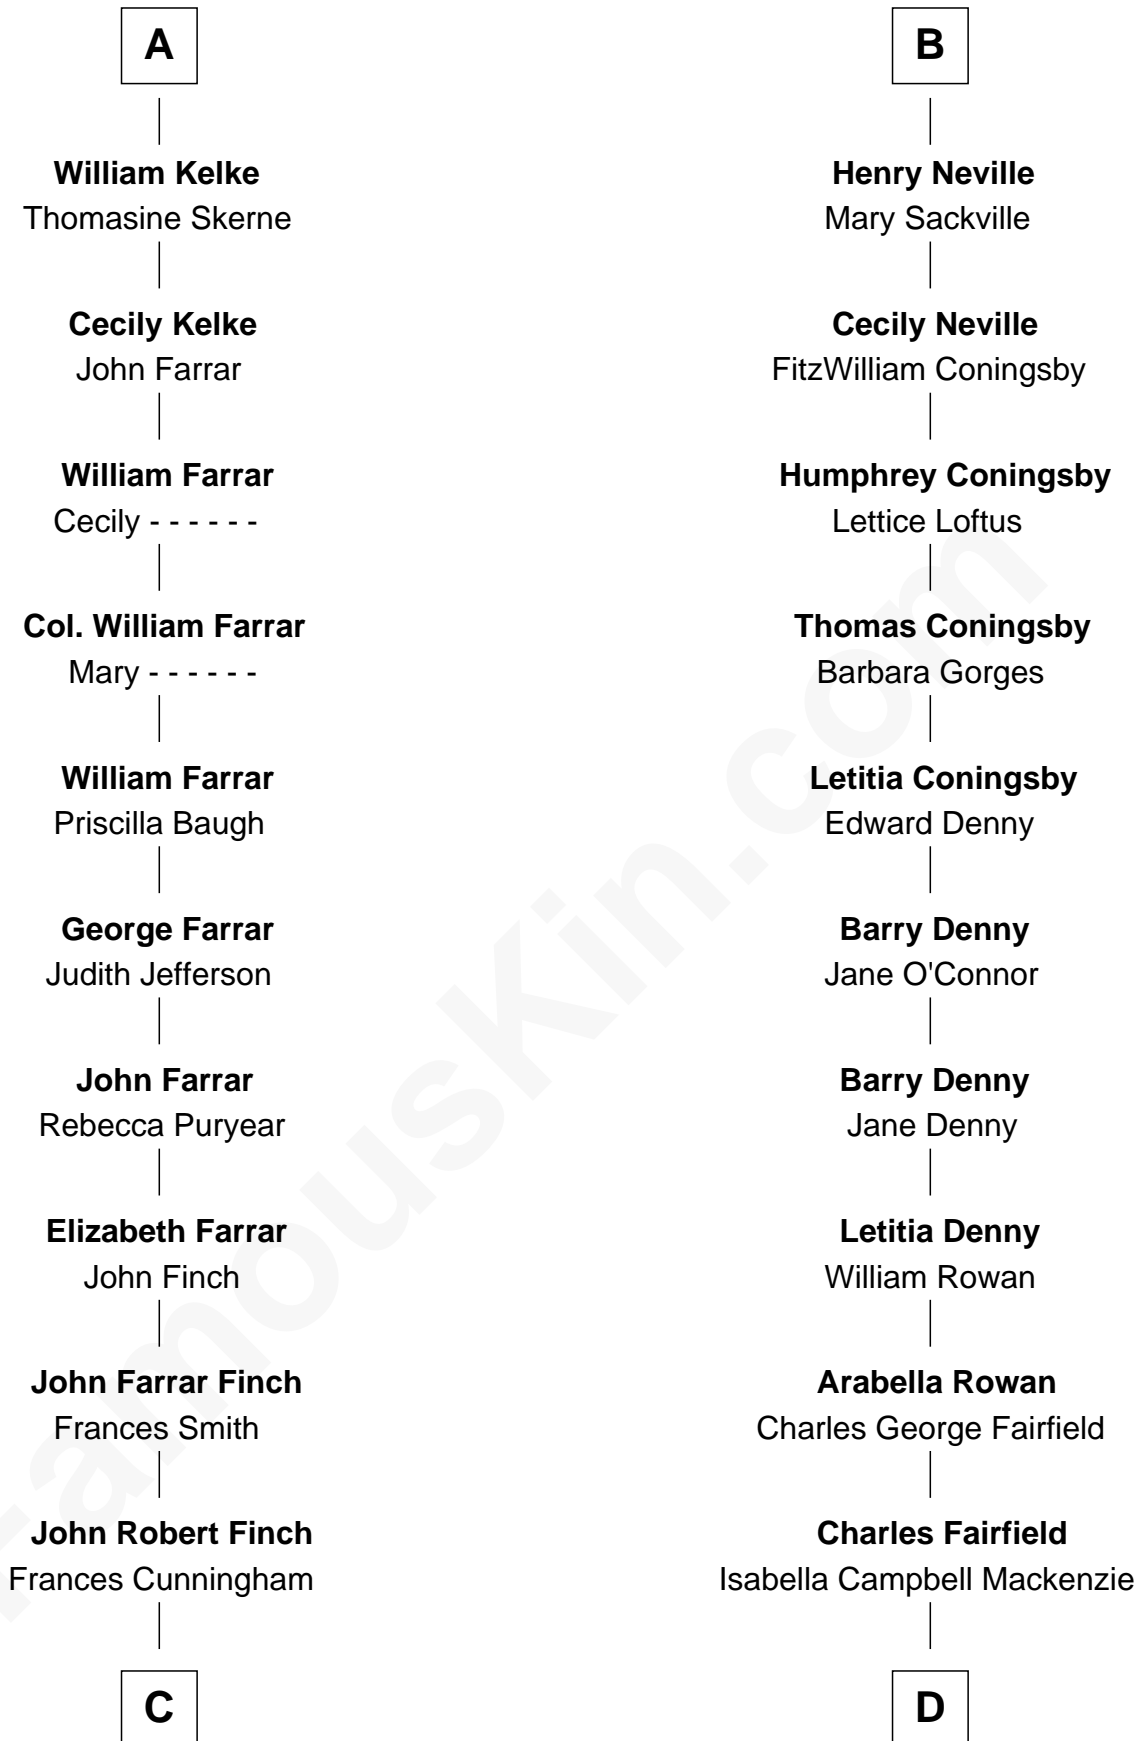 A
William Kelke
Thomasine Skerne
Cecily Kelke
John Farrar
William Farrar
Cecily - - - - - -
Col. William Farrar
Mary - - - - - -
William Farrar
Priscilla Baugh
George Farrar
Judith Jefferson
John Farrar
Rebecca Puryear
Elizabeth Farrar
John Finch
John Farrar Finch
Frances Smith
John Robert Finch
Frances Cunningham
C
B
Henry Neville
Mary Sackville
Cecily Neville
FitzWilliam Coningsby
Humphrey Coningsby
Lettice Loftus
Thomas Coningsby
Barbara Gorges
Letitia Coningsby
Edward Denny
Barry Denny
Jane O'Connor
Barry Denny
Jane Denny
Letitia Denny
William Rowan
Arabella Rowan
Charles George Fairfield
Charles Fairfield
Isabella Campbell Mackenzie
D
FamousKin.com